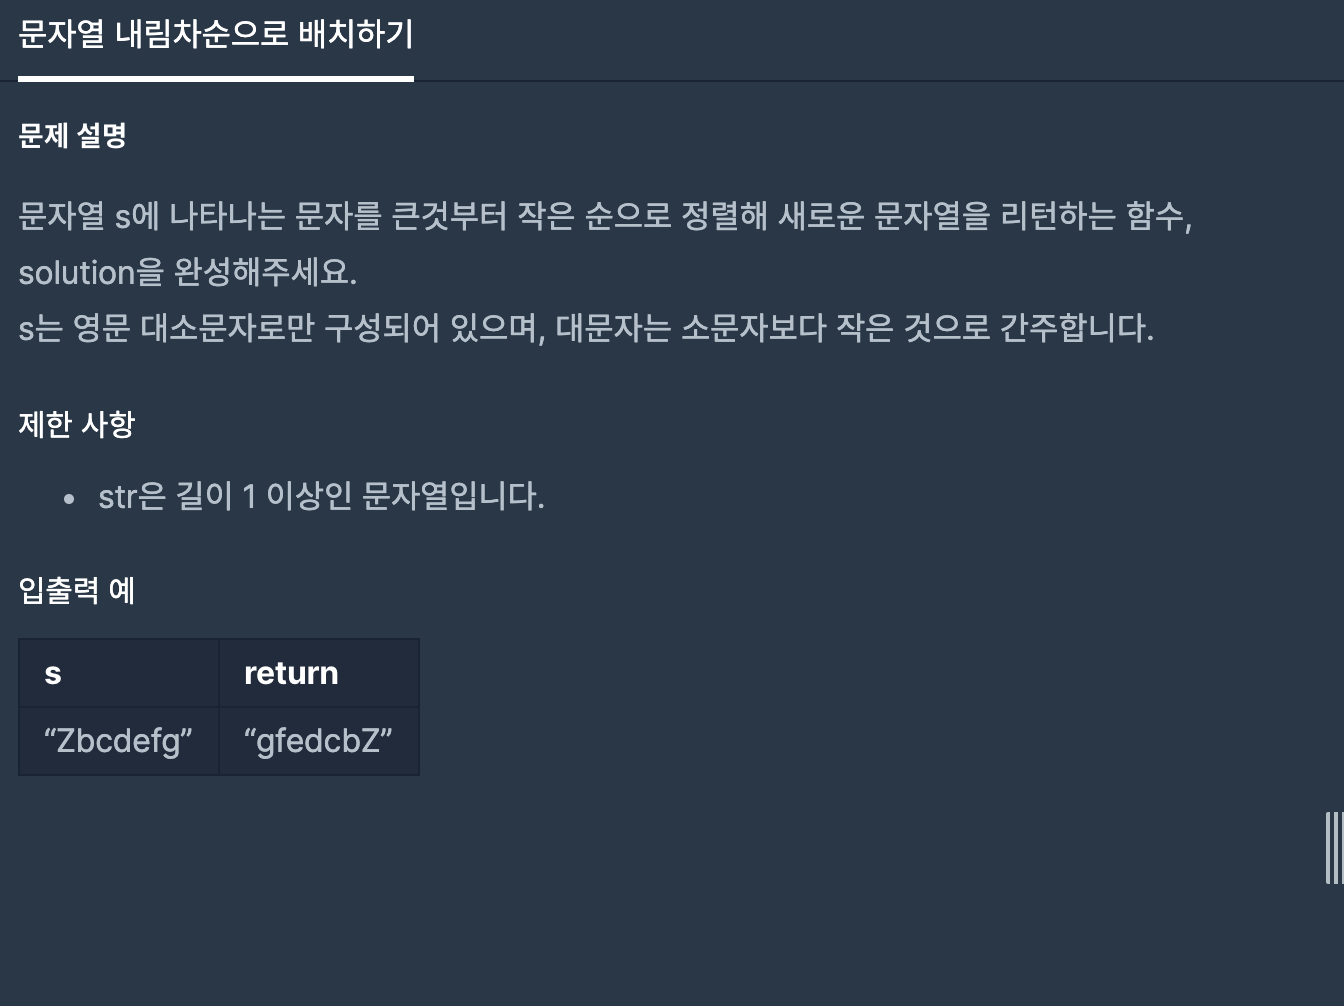 문자열 내림차순으로 배치하기
문제 설명
문자열 s에 나타나는 문자를 큰것부터 작은 순으로 정렬해 새로운 문자열을 리턴하는 함수,
solution을 완성해주세요.
s는 영문 대소문자로만 구성되어 있으며, 대문자는 소문자보다 작은 것으로 간주합니다.
제한 사항
• str은 길이 1 이상인 문자열입니다.
입출력 예
s return
“Zbcdefg” “gfedcbZ”